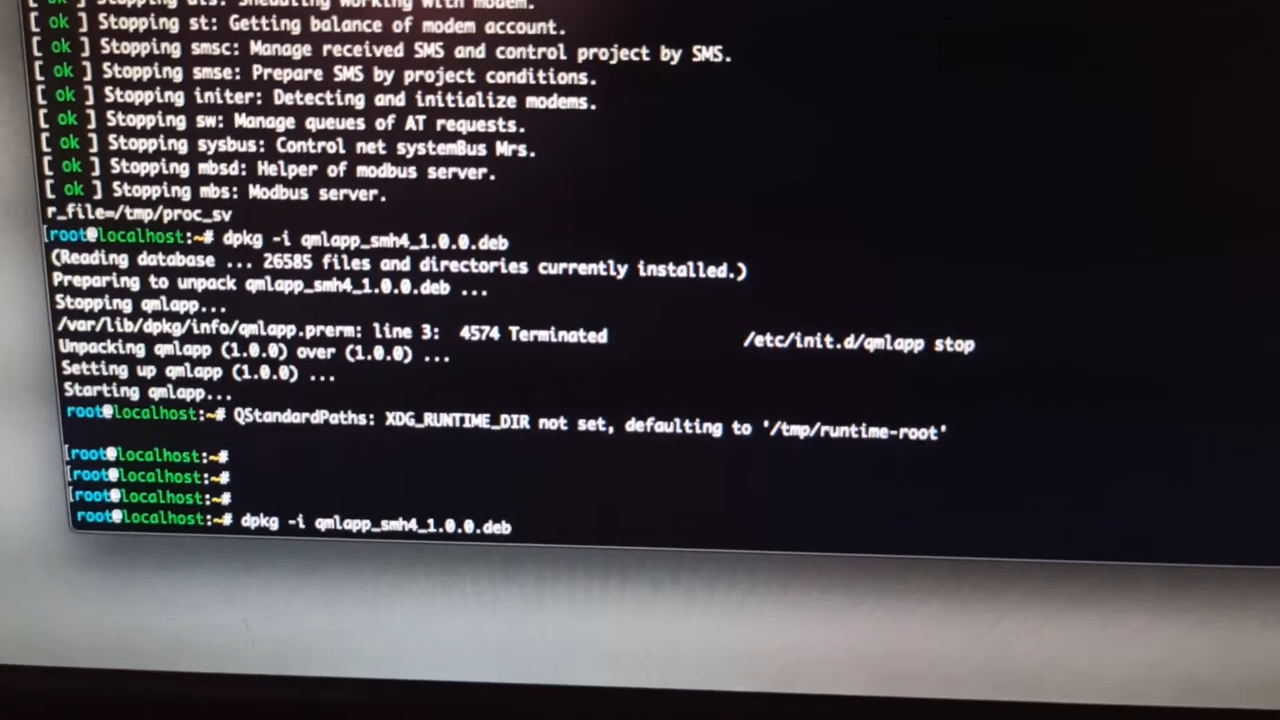 [ ok ] Stopping st: Getting balance of modem account.
[ ok ] Stopping smsc: Manage received SMS and control project by SMS.
[ ok ] Stopping smse: Prepare SMS by project conditions.
[ ok ] Stopping initer: Detecting and initialize modems.
[ ok ] Stopping sw: Manage queues of AT requests.
[ ok ] Stopping sysbus: Control net systemBus Mrs.
[ ok ] Stopping mbsd: Helper of modbus server.
[ ok ] Stopping mbs: Modbus server.
r_file=/tmp/proc_sv
[root@localhost:~# dpkg -i qmlapp_smh4_1.0.0.deb
(Reading database ... 26585 files and directories currently installed.)
Preparing to unpack qmlapp_smh4_1.0.0.deb ...
Stopping qmlapp...
/var/lib/dpkg/info/qmlapp.prerm: line 3:  4574 Terminated              /etc/init.d/qmlapp stop
Unpacking qmlapp (1.0.0) over (1.0.0) ...
Setting up qmlapp (1.0.0) ...
Starting qmlapp...
root@localhost:~# QStandardPaths: XDG_RUNTIME_DIR not set, defaulting to '/tmp/runtime-root'
[root@localhost:~#
[root@localhost:~#
[root@localhost:~#
root@localhost:~# dpkg -i qmlapp_smh4_1.0.0.deb